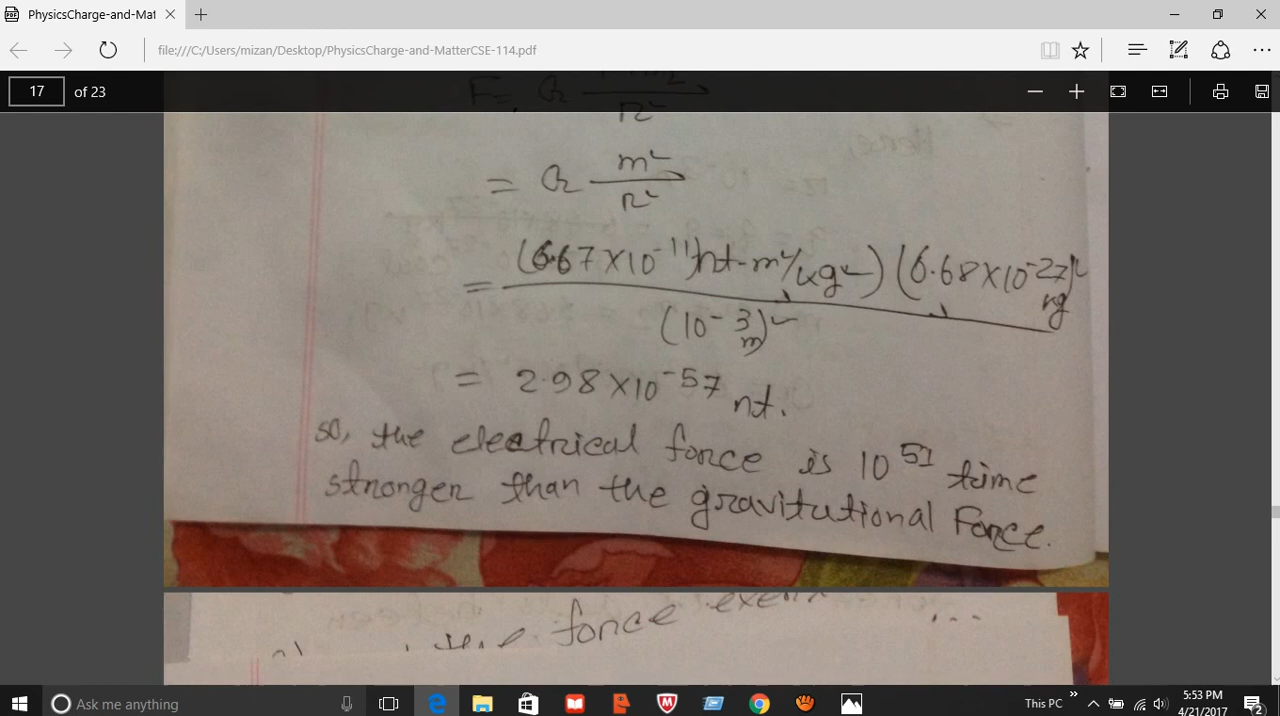 PhysicsCharge-and-Mat
file:///C:/Users/mizan/Desktop/PhysicsCharge-and-MatterCSE-114.pdf
17 of 23
= G m² / r²
= (6.67×10⁻¹¹) nt-m²/kg²) (6.68×10⁻²⁷ kg)² / (10⁻³ m)²
= 2.98×10⁻⁵⁷ nt.
so, the electrical force is 10⁵¹ time
stronger than the gravitutional Force.
the force
Ask me anything
This PC
5:53 PM
4/21/2017
2